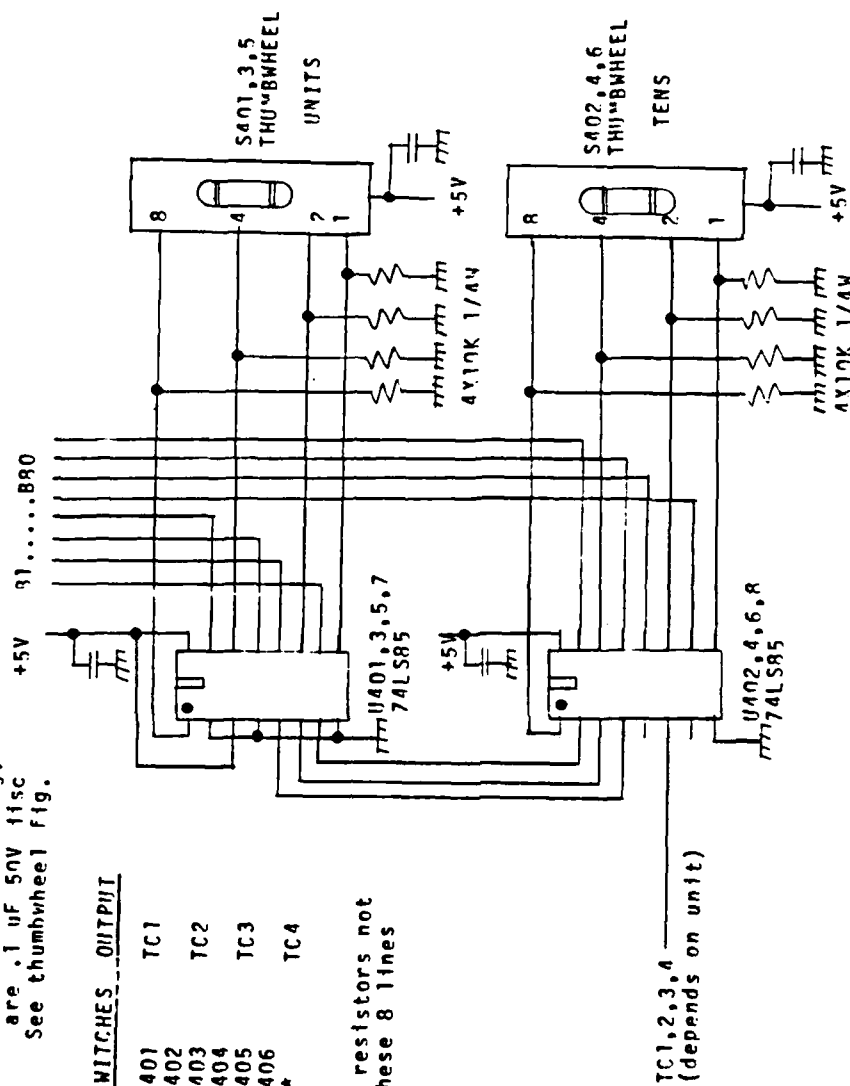 are .1 uF 50V
See thumbwheel Fig.
WITCHES OUTPUT
401 TC1
402
403 TC2
404
405 TC3
406
* TC4
resistors not
hese 8 lines
TC1,2,3,4
(depends on unit)
+5V
B1.....B80
S401,3,5
THUMBWHEEL
UNITS
8
4
2
1
+5V
4X10K 1/4W
U401,3,5,7
74LS85
+5V
S402,4,6
THUMBWHEEL
TENS
8
4
2
1
+5V
4X10K 1/4W
U402,4,6,8
74LS85